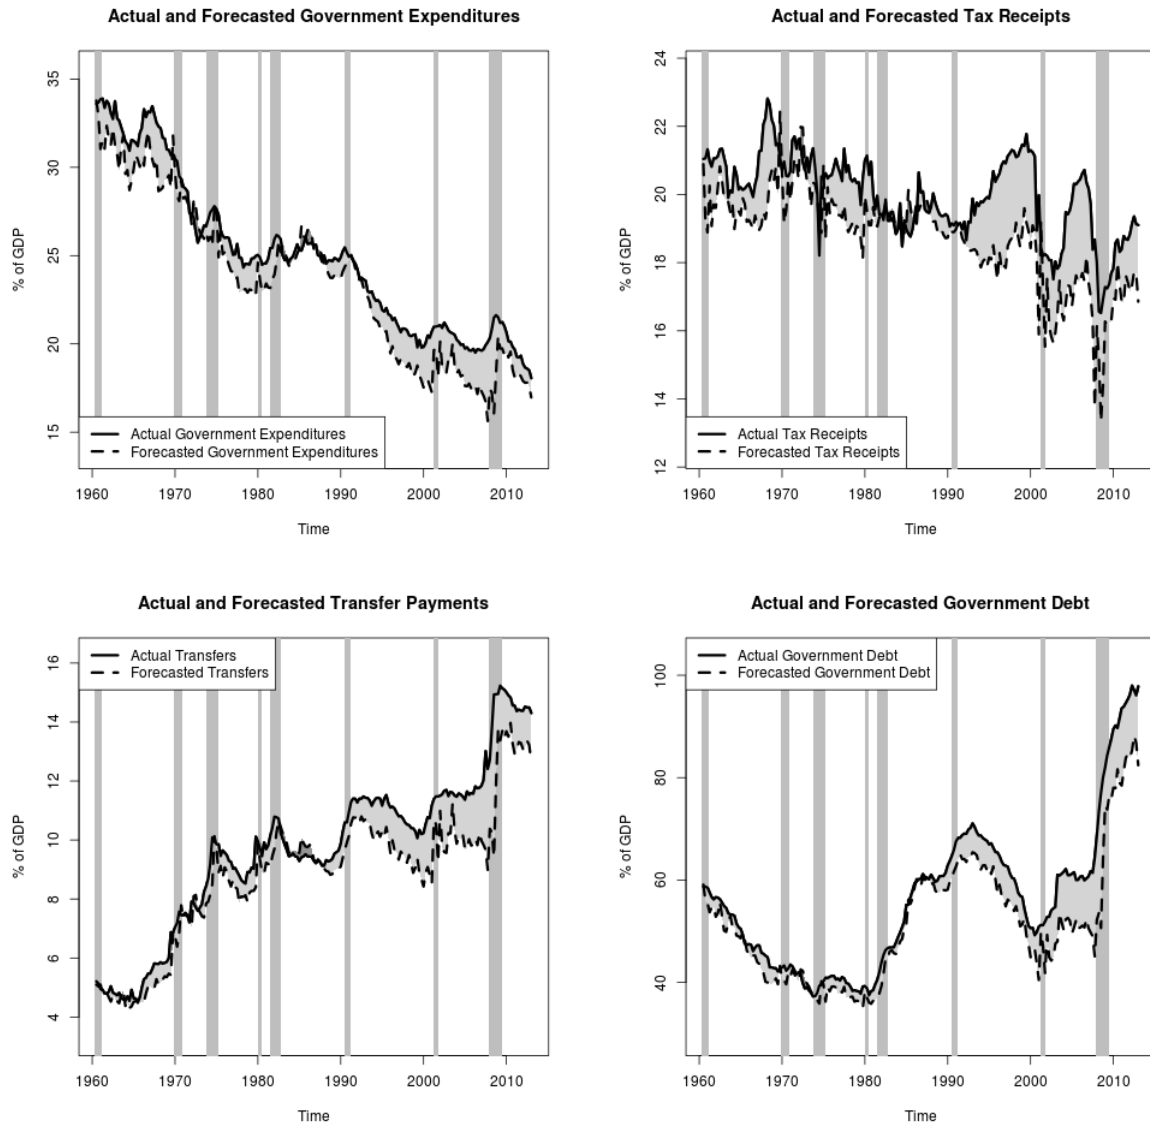 Actual and Forecasted Government Expenditures
35
30
25
20
15
% of GDP
Actual Government Expenditures
Forecasted Government Expenditures
1960 1970 1980 1990 2000 2010
Time
Actual and Forecasted Tax Receipts
24
22
20
18
16
14
12
% of GDP
Actual Tax Receipts
Forecasted Tax Receipts
1960 1970 1980 1990 2000 2010
Time
Actual and Forecasted Transfer Payments
Actual Transfers
Forecasted Transfers
16
14
12
10
8
6
4
% of GDP
1960 1970 1980 1990 2000 2010
Time
Actual and Forecasted Government Debt
Actual Government Debt
Forecasted Government Debt
100
80
60
40
% of GDP
1960 1970 1980 1990 2000 2010
Time